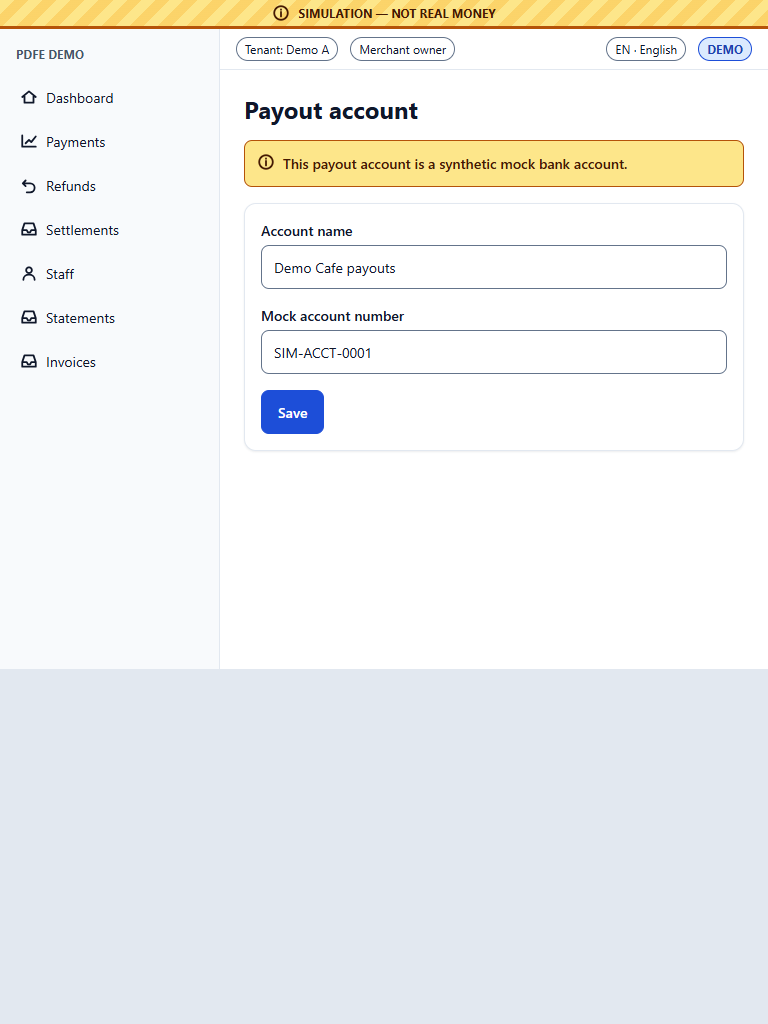 SIMULATION — NOT REAL MONEY
PDFE DEMO
Tenant: Demo A
Merchant owner
EN · English
DEMO
Dashboard
Payments
Refunds
Settlements
Staff
Statements
Invoices
Payout account
This payout account is a synthetic mock bank account.
Account name
Demo Cafe payouts
Mock account number
SIM-ACCT-0001
Save